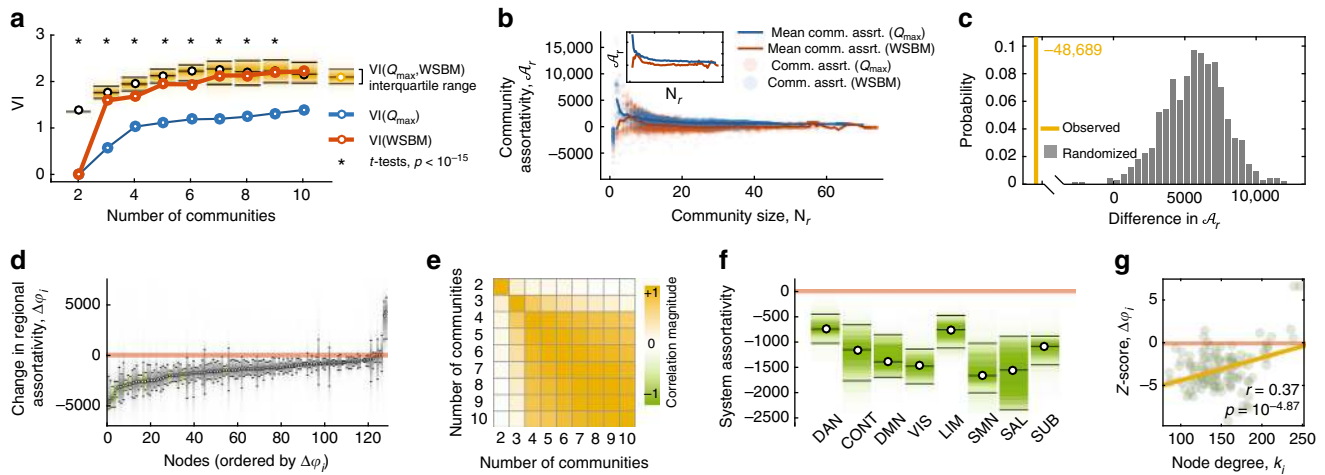 a
VI
3
2
1
0
2
4
6
8
10
* * * * * * * *
Number of communities
VI(Qmax,WSBM)
interquartile range
VI(Qmax)
VI(WSBM)
* t-tests, p < 10−15
b
Community
assortativity, 𝒜r
15,000
10,000
5000
0
−5000
0
20
40
60
Community size, Nr
𝒜r
Nr
Mean comm. assrt. (Qmax)
Mean comm. assrt. (WSBM)
Comm. assrt. (Qmax)
Comm. assrt. (WSBM)
c
Probability
0.1
0.08
0.06
0.04
0.02
0
−48,689
Observed
Randomized
0
5000
10,000
Difference in 𝒜r
d
Change in regional
assortativity, Δφi
5000
0
−5000
0
20
40
60
80
100
120
Nodes (ordered by Δφi)
e
Number of communities
2
3
4
5
6
7
8
9
10
2 3 4 5 6 7 8 9 10
Number of communities
+1
0
−1
Correlation magnitude
f
System assortativity
0
−500
−1000
−1500
−2000
−2500
DAN
CONT
DMN
VIS
LIM
SMN
SAL
SUB
g
Z-score, Δφi
5
0
−5
r = 0.37
p = 10−4.87
100
150
200
250
Node degree, ki